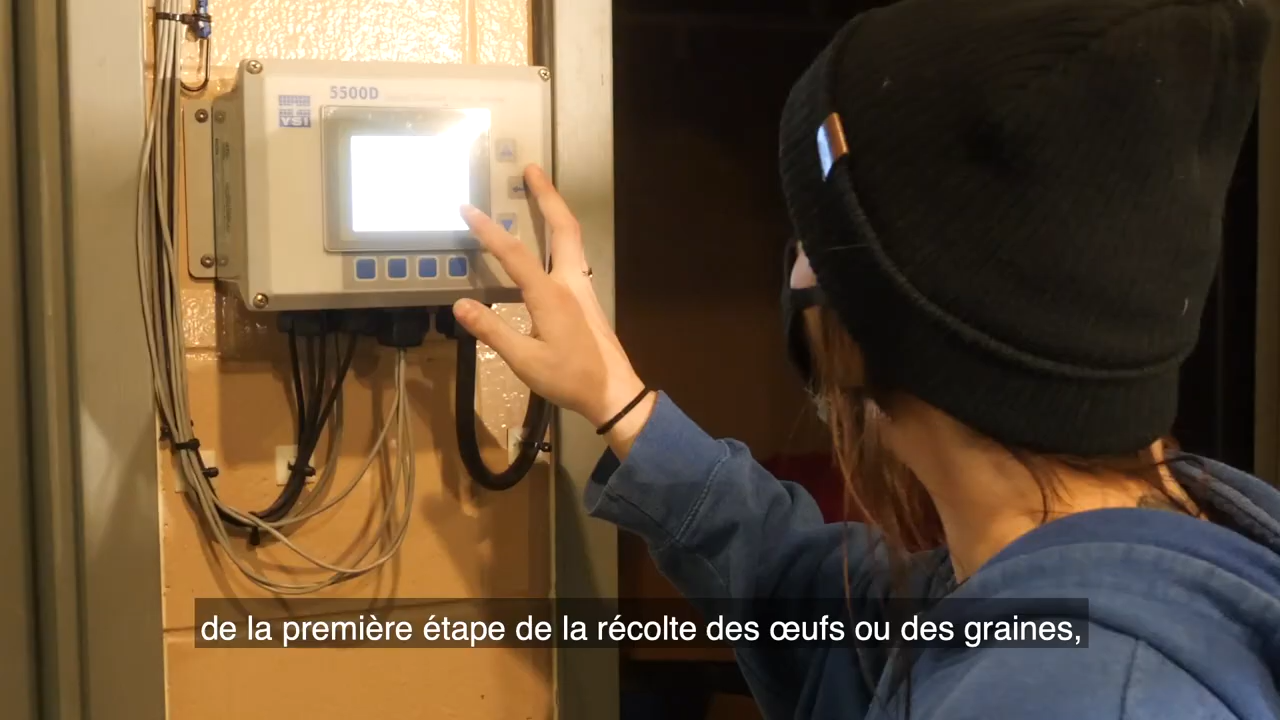 5500D
YSI
de la première étape de la récolte des œufs ou des graines,